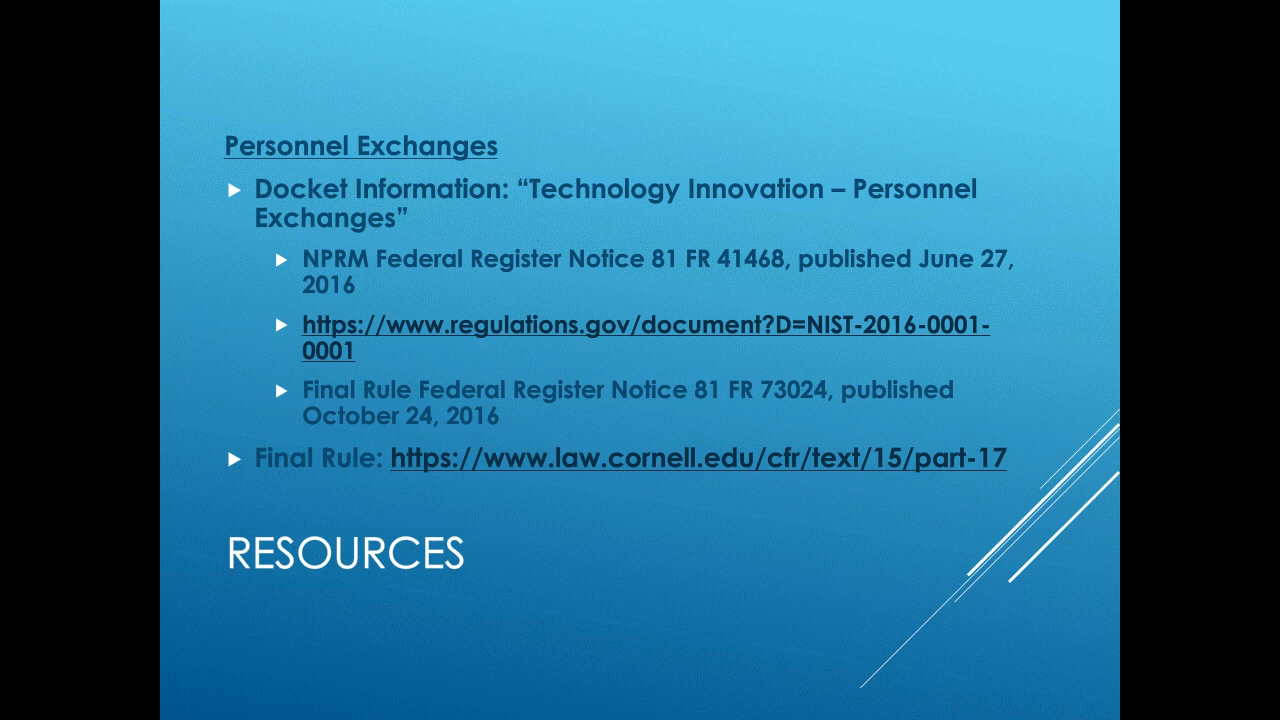 Personnel Exchanges
Docket Information: “Technology Innovation – Personnel
Exchanges”
NPRM Federal Register Notice 81 FR 41468, published June 27,
2016
https://www.regulations.gov/document?D=NIST-2016-0001-
0001
Final Rule Federal Register Notice 81 FR 73024, published
October 24, 2016
Final Rule: https://www.law.cornell.edu/cfr/text/15/part-17
RESOURCES